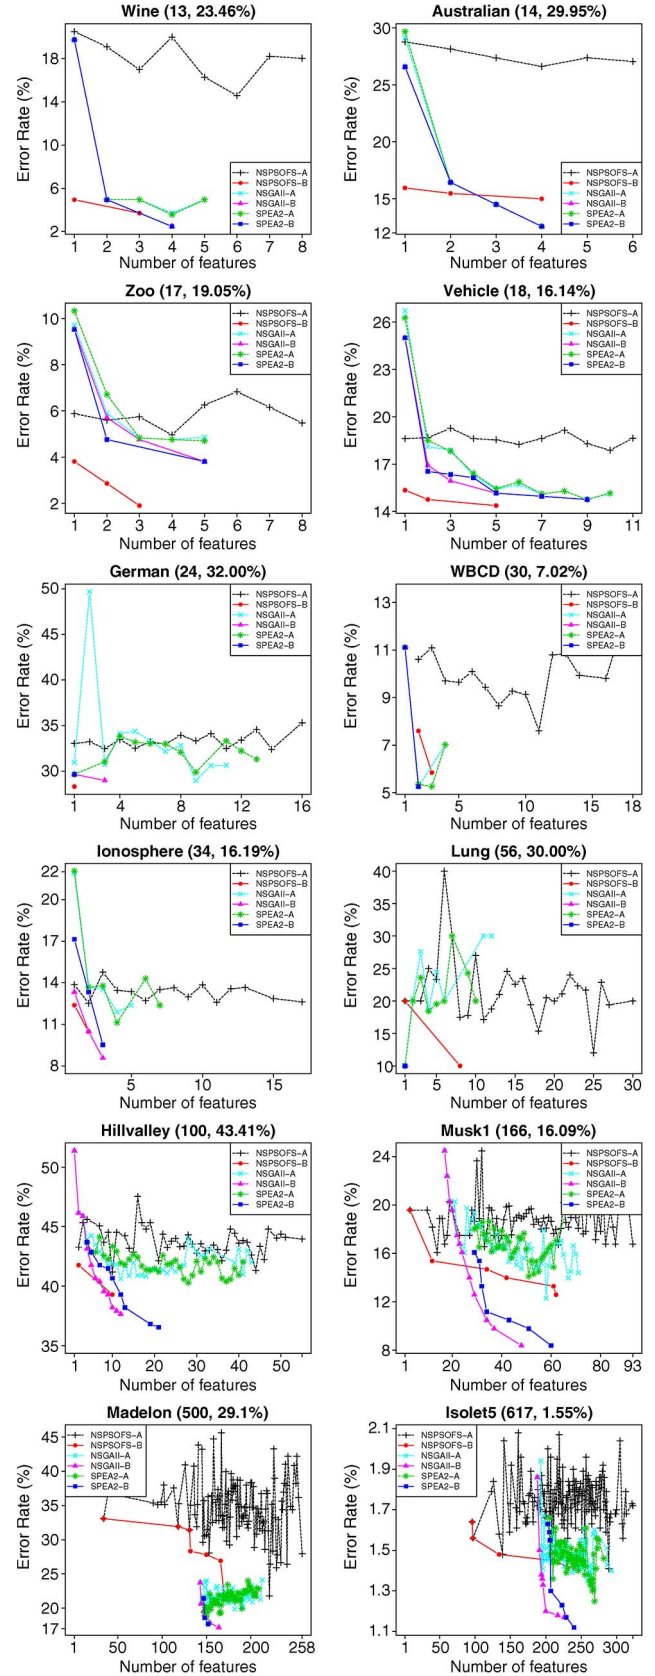 Wine (13, 23.46%)
Error Rate (%)
18
14
10
6
2
NSPSOFS-A
NSPSOFS-B
NSGAII-A
NSGAII-B
SPEA2-A
SPEA2-B
1 2 3 4 5 6 7 8
Number of features
Australian (14, 29.95%)
Error Rate (%)
30
25
20
15
12
NSPSOFS-A
NSPSOFS-B
NSGAII-A
NSGAII-B
SPEA2-A
SPEA2-B
1 2 3 4 5 6
Number of features
Zoo (17, 19.05%)
Error Rate (%)
10
8
6
4
2
NSPSOFS-A
NSPSOFS-B
NSGAII-A
NSGAII-B
SPEA2-A
SPEA2-B
1 2 3 4 5 6 7 8
Number of features
Vehicle (18, 16.14%)
Error Rate (%)
26
23
20
17
14
NSPSOFS-A
NSPSOFS-B
NSGAII-A
NSGAII-B
SPEA2-A
SPEA2-B
1 3 5 7 9 11
Number of features
German (24, 32.00%)
Error Rate (%)
50
45
40
35
30
NSPSOFS-A
NSPSOFS-B
NSGAII-A
NSGAII-B
SPEA2-A
SPEA2-B
1 4 8 12 16
Number of features
WBCD (30, 7.02%)
Error Rate (%)
13
11
9
7
5
NSPSOFS-A
NSPSOFS-B
NSGAII-A
NSGAII-B
SPEA2-A
SPEA2-B
1 5 10 15 18
Number of features
Ionosphere (34, 16.19%)
Error Rate (%)
22
20
17
14
11
8
NSPSOFS-A
NSPSOFS-B
NSGAII-A
NSGAII-B
SPEA2-A
SPEA2-B
1 5 10 15
Number of features
Lung (56, 30.00%)
Error Rate (%)
40
35
30
25
20
15
10
NSPSOFS-A
NSPSOFS-B
NSGAII-A
NSGAII-B
SPEA2-A
SPEA2-B
1 5 10 15 20 25 30
Number of features
Hillvalley (100, 43.41%)
Error Rate (%)
50
45
40
35
NSPSOFS-A
NSPSOFS-B
NSGAII-A
NSGAII-B
SPEA2-A
SPEA2-B
1 10 20 30 40 50
Number of features
Musk1 (166, 16.09%)
Error Rate (%)
24
20
16
12
8
NSPSOFS-A
NSPSOFS-B
NSGAII-A
NSGAII-B
SPEA2-A
SPEA2-B
1 20 40 60 80 93
Number of features
Madelon (500, 29.1%)
Error Rate (%)
45
40
35
30
25
20
17
NSPSOFS-A
NSPSOFS-B
NSGAII-A
NSGAII-B
SPEA2-A
SPEA2-B
1 50 100 150 200 258
Number of features
Isolet5 (617, 1.55%)
Error Rate (%)
2.1
1.9
1.7
1.5
1.3
1.1
NSPSOFS-A
NSPSOFS-B
NSGAII-A
NSGAII-B
SPEA2-A
SPEA2-B
1 50 100 150 200 250 300
Number of features